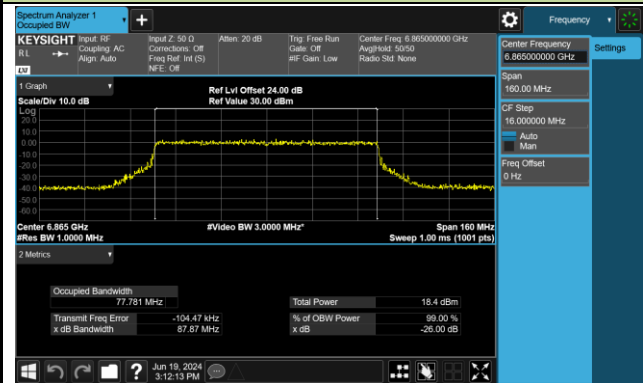 Spectrum Analyzer 1
Occupied BW
Frequency
KEYSIGHT
RL
Input: RF
Coupling: AC
Align: Auto
Input Z: 50 Ω
Corrections: Off
Freq Ref: Int (S)
NFE: Off
Atten: 20 dB
Trig: Free Run
Gate: Off
#IF Gain: Low
Center Freq: 6.865000000 GHz
Avg|Hold: 50/50
Radio Std: None
LXI
Center Frequency
6.865000000 GHz
Settings
Span
160.00 MHz
CF Step
16.000000 MHz
Auto
Man
Freq Offset
0 Hz
1 Graph
Scale/Div 10.0 dB
Ref Lvl Offset 24.00 dB
Ref Value 30.00 dBm
Log
20.0
10.0
0.00
-10.0
-20.0
-30.0
-40.0
-50.0
-60.0
Center 6.865 GHz
#Res BW 1.0000 MHz
#Video BW 3.0000 MHz*
Span 160 MHz
Sweep 1.00 ms (1001 pts)
2 Metrics
Occupied Bandwidth
77.781 MHz
Total Power 18.4 dBm
Transmit Freq Error -104.47 kHz
% of OBW Power 99.00 %
x dB Bandwidth 87.87 MHz
x dB -26.00 dB
?
Jun 19, 2024
3:12:13 PM